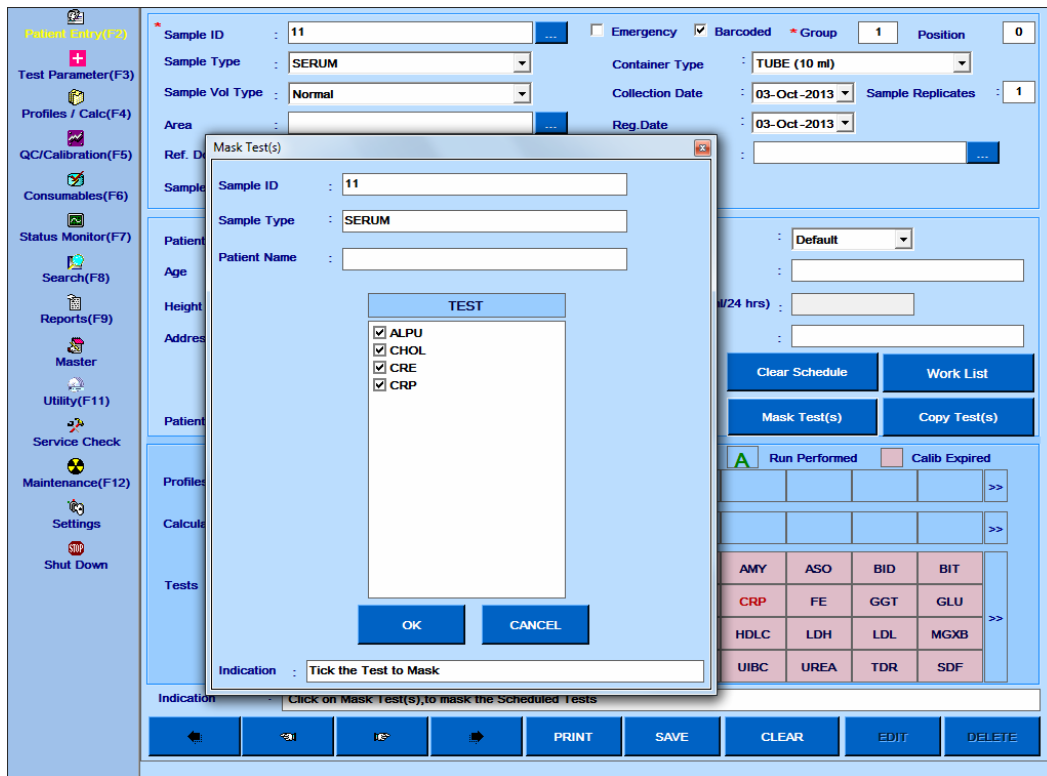 Patient Entry(F2)
Test Parameter(F3)
Profiles / Calc(F4)
QC/Calibration(F5)
Consumables(F6)
Status Monitor(F7)
Search(F8)
Reports(F9)
Master
Utility(F11)
Service Check
Maintenance(F12)
Settings
STOP
Shut Down
* Sample ID : 11 ... Emergency Barcoded * Group 1 Position 0
Sample Type : SERUM Container Type : TUBE (10 ml)
Sample Vol Type : Normal Collection Date : 03-Oct-2013 Sample Replicates : 1
Area : ... Reg.Date : 03-Oct-2013
Ref. D : ...
Sample
Mask Test(s)
Sample ID : 11
Sample Type : SERUM
Patient Name :
TEST
ALPU
CHOL
CRE
CRP
OK CANCEL
Indication : Tick the Test to Mask
Patient : Default
Age :
Height l/24 hrs) :
Addres :
Clear Schedule Work List
Patient Mask Test(s) Copy Test(s)
A Run Performed Calib Expired
Profiles >>
Calcula >>
Tests
AMY ASO BID BIT
CRP FE GGT GLU
>>
HDLC LDH LDL MGXB
UIBC UREA TDR SDF
Indication : Click on Mask Test(s),to mask the Scheduled Tests
PRINT SAVE CLEAR EDIT DELETE